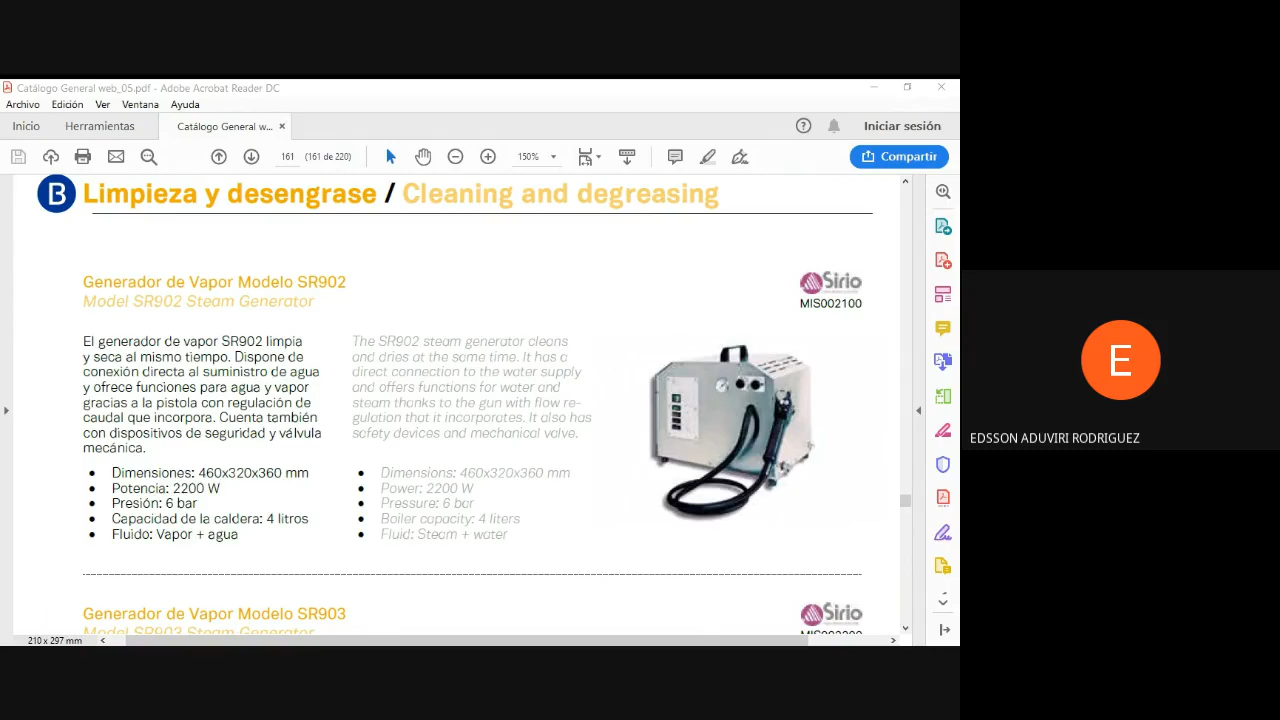 Catálogo General web_05.pdf - Adobe Acrobat Reader DC
Archivo Edición Ver Ventana Ayuda
Inicio Herramientas Catálogo General w... × Iniciar sesión
161 (161 de 220) 150% Compartir
B Limpieza y desengrase / Cleaning and degreasing
Generador de Vapor Modelo SR902
Model SR902 Steam Generator
Sirio
MIS002100
El generador de vapor SR902 limpia
y seca al mismo tiempo. Dispone de
conexión directa al suministro de agua
y ofrece funciones para agua y vapor
gracias a la pistola con regulación de
caudal que incorpora. Cuenta también
con dispositivos de seguridad y válvula
mecánica.
• Dimensiones: 460x320x360 mm
• Potencia: 2200 W
• Presión: 6 bar
• Capacidad de la caldera: 4 litros
• Fluido: Vapor + agua
The SR902 steam generator cleans
and dries at the same time. It has a
direct connection to the water supply
and offers functions for water and
steam thanks to the gun with flow re-
gulation that it incorporates. It also has
safety devices and mechanical valve.
• Dimensions: 460x320x360 mm
• Power: 2200 W
• Pressure: 6 bar
• Boiler capacity: 4 liters
• Fluid: Steam + water
Generador de Vapor Modelo SR903
Model SR903 Steam Generator
Sirio
210 x 297 mm
E
EDSSON ADUVIRI RODRIGUEZ